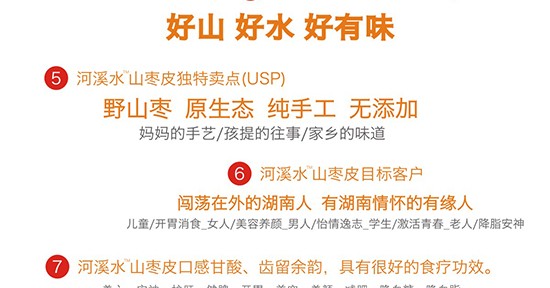 好山 好水 好有味
5 河溪水™山枣皮独特卖点(USP)
野山枣 原生态 纯手工 无添加
妈妈的手艺/孩提的往事/家乡的味道
6 河溪水™山枣皮目标客户
闯荡在外的湖南人 有湖南情怀的有缘人
儿童/开胃消食_女人/美容养颜_男人/怡情逸志_学生/激活青春_老人/降脂安神
7 河溪水™山枣皮口感甘酸、齿留余韵，具有很好的食疗功效。